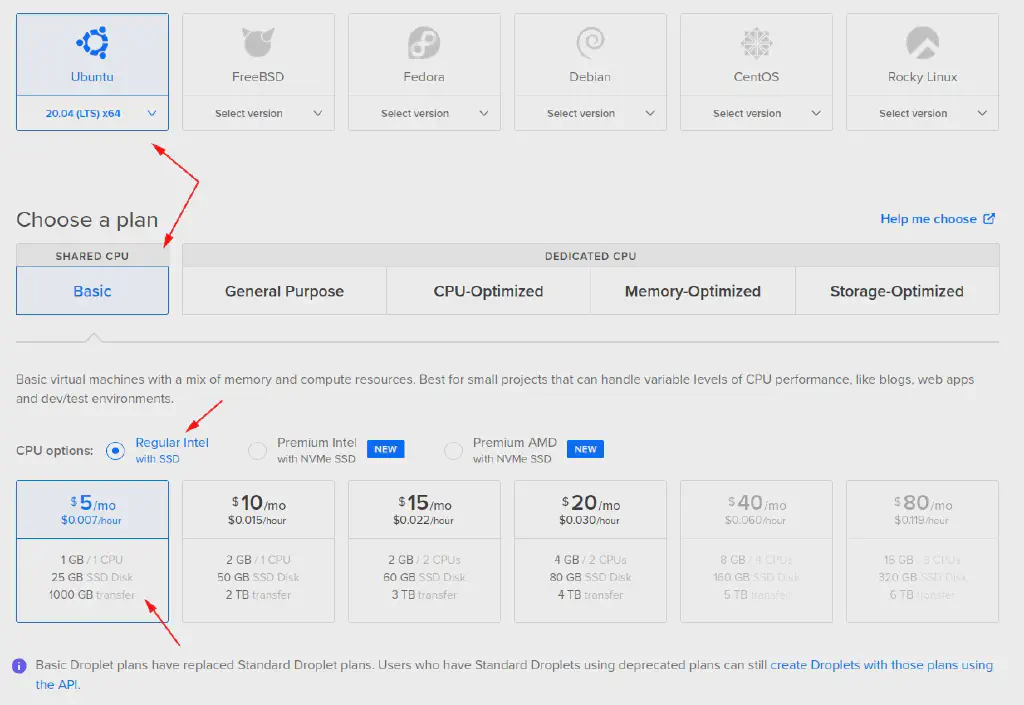 Ubuntu
FreeBSD
Fedora
Debian
CentOS
Rocky Linux
20.04 (LTS) x64
Select version
Select version
Select version
Select version
Select version
Choose a plan
Help me choose
SHARED CPU
DEDICATED CPU
Basic
General Purpose
CPU-Optimized
Memory-Optimized
Storage-Optimized
Basic virtual machines with a mix of memory and compute resources. Best for small projects that can handle variable levels of CPU performance, like blogs, web apps
and dev/test environments.
CPU options:
Regular Intel
with SSD
Premium Intel
with NVMe SSD
NEW
Premium AMD
with NVMe SSD
NEW
$5/mo
$0.007/hour
1 GB / 1 CPU
25 GB SSD Disk
1000 GB transfer
$10/mo
$0.015/hour
2 GB / 1 CPU
50 GB SSD Disk
2 TB transfer
$15/mo
$0.022/hour
2 GB / 2 CPUs
60 GB SSD Disk
3 TB transfer
$20/mo
$0.030/hour
4 GB / 2 CPUs
80 GB SSD Disk
4 TB transfer
$40/mo
$0.060/hour
8 GB / 4 CPUs
160 GB SSD Disk
5 TB transfer
$80/mo
$0.119/hour
16 GB / 8 CPUs
320 GB SSD Disk
6 TB transfer
Basic Droplet plans have replaced Standard Droplet plans. Users who have Standard Droplets using deprecated plans can still create Droplets with those plans using
the API.